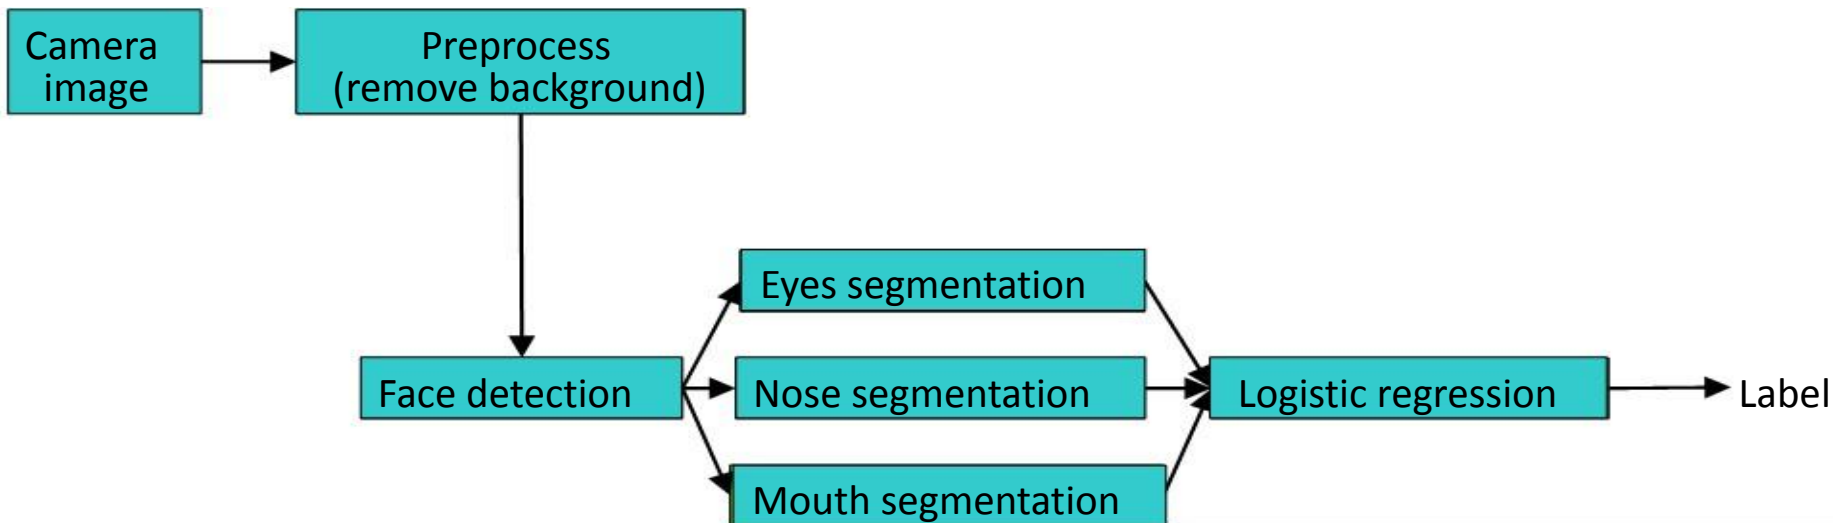 Camera
image
Preprocess
(remove background)
Eyes segmentation
Face detection
Nose segmentation
Logistic regression
Label
Mouth segmentation